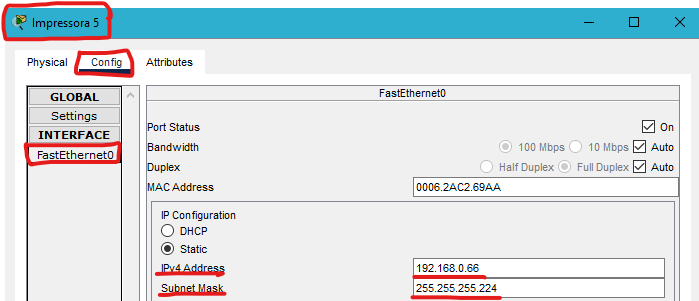 Impressora 5
Physical Config Attributes
GLOBAL
Settings
INTERFACE
FastEthernet0
FastEthernet0
Port Status On
Bandwidth 100 Mbps 10 Mbps Auto
Duplex Half Duplex Full Duplex Auto
MAC Address 0006.2AC2.69AA
IP Configuration
DHCP
Static
IPv4 Address 192.168.0.66
Subnet Mask 255.255.255.224